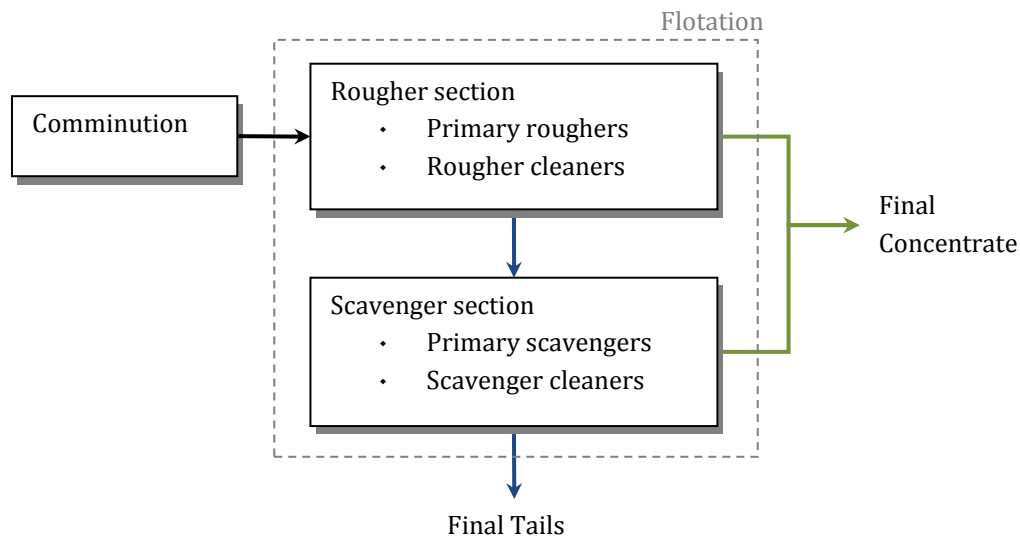 Flotation
Comminution
Rougher section
• Primary roughers
• Rougher cleaners
Final
Concentrate
Scavenger section
• Primary scavengers
• Scavenger cleaners
Final Tails